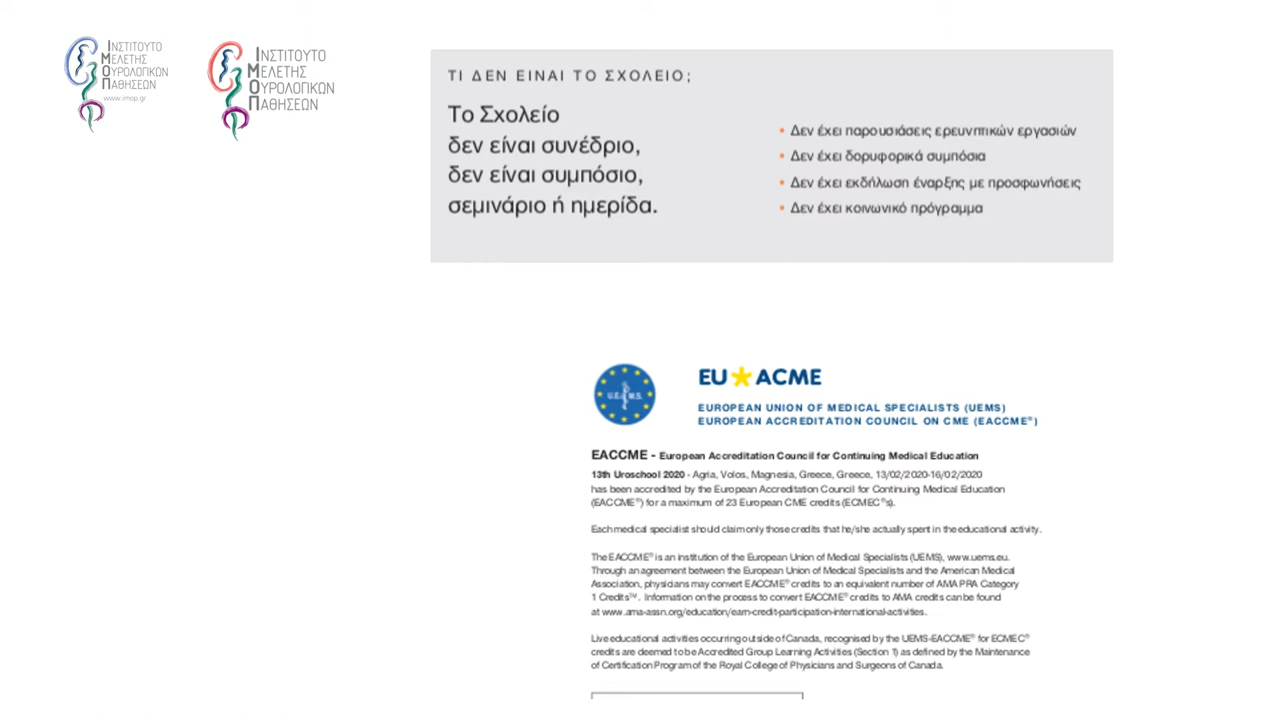 ΙΝΣΤΙΤΟΥΤΟ
ΜΕΛΕΤΗΣ
ΟΥΡΟΛΟΓΙΚΩΝ
ΠΑΘΗΣΕΩΝ
www.imop.gr
ΙΝΣΤΙΤΟΥΤΟ
ΜΕΛΕΤΗΣ
ΟΥΡΟΛΟΓΙΚΩΝ
ΠΑΘΗΣΕΩΝ
ΤΙ ΔΕΝ ΕΙΝΑΙ ΤΟ ΣΧΟΛΕΙΟ;
Το Σχολείο
δεν είναι συνέδριο,
δεν είναι συμπόσιο,
σεμινάριο ή ημερίδα.
• Δεν έχει παρουσιάσεις ερευνητικών εργασιών
• Δεν έχει δορυφορικά συμπόσια
• Δεν έχει εκδήλωση έναρξης με προσφωνήσεις
• Δεν έχει κοινωνικό πρόγραμμα
U.E.M.S.
EU ACME
EUROPEAN UNION OF MEDICAL SPECIALISTS (UEMS)
EUROPEAN ACCREDITATION COUNCIL ON CME (EACCME®)
EACCME - European Accreditation Council for Continuing Medical Education
13th Uroschool 2020 - Agria, Volos, Magnesia, Greece, Greece, 13/02/2020-16/02/2020
has been accredited by the European Accreditation Council for Continuing Medical Education
(EACCME®) for a maximum of 23 European CME credits (ECMEC®s).
Each medical specialist should claim only those credits that he/she actually spent in the educational activity.
The EACCME® is an institution of the European Union of Medical Specialists (UEMS), www.uems.eu.
Through an agreement between the European Union of Medical Specialists and the American Medical
Association, physicians may convert EACCME® credits to an equivalent number of AMA PRA Category
1 Credits™. Information on the process to convert EACCME® credits to AMA credits can be found
at www.ama-assn.org/education/earn-credit-participation-international-activities.
Live educational activities occurring outside of Canada, recognised by the UEMS-EACCME® for ECMEC®
credits are deemed to be Accredited Group Learning Activities (Section 1) as defined by the Maintenance
of Certification Program of the Royal College of Physicians and Surgeons of Canada.